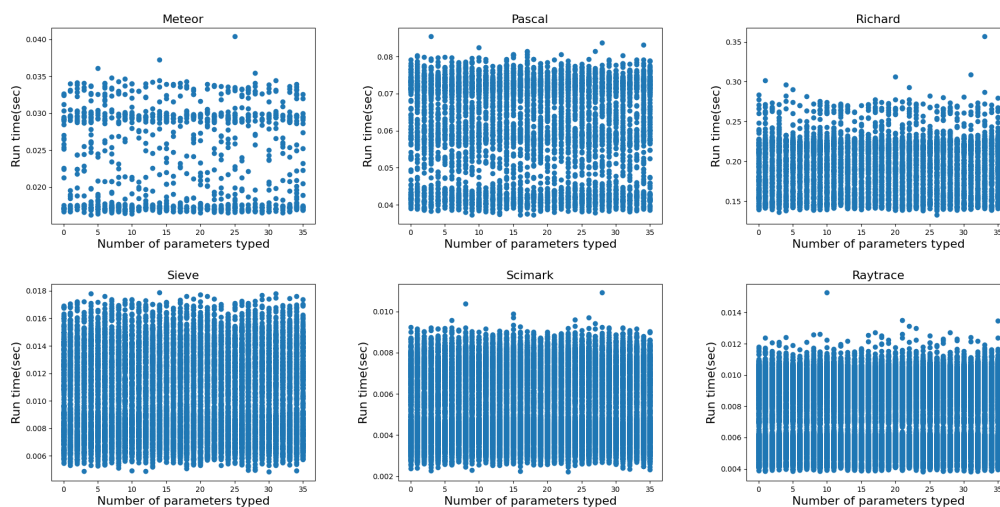 Meteor
Run time(sec)
0.040
0.035
0.030
0.025
0.020
0 5 10 15 20 25 30 35
Number of parameters typed
Pascal
Run time(sec)
0.08
0.07
0.06
0.05
0.04
0 5 10 15 20 25 30 35
Number of parameters typed
Richard
Run time(sec)
0.35
0.30
0.25
0.20
0.15
0 5 10 15 20 25 30 35
Number of parameters typed
Sieve
Run time(sec)
0.018
0.016
0.014
0.012
0.010
0.008
0.006
0 5 10 15 20 25 30 35
Number of parameters typed
Scimark
Run time(sec)
0.010
0.008
0.006
0.004
0.002
0 5 10 15 20 25 30 35
Number of parameters typed
Raytrace
Run time(sec)
0.014
0.012
0.010
0.008
0.006
0.004
0 5 10 15 20 25 30 35
Number of parameters typed